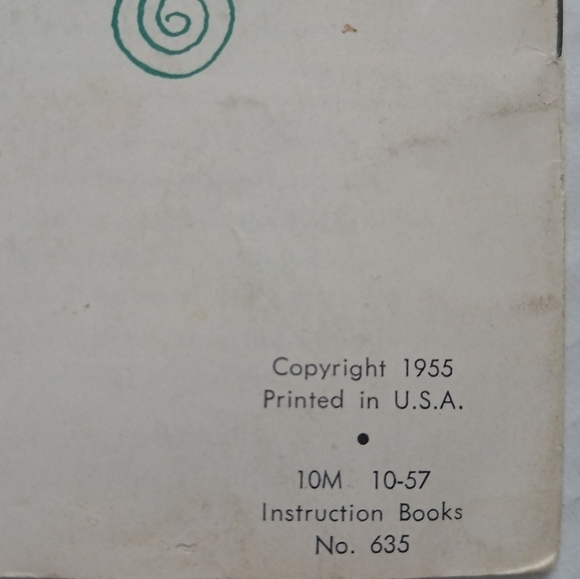 Copyright 1955
Printed in U.S.A.
●
10M 10-57
Instruction Books
No. 635